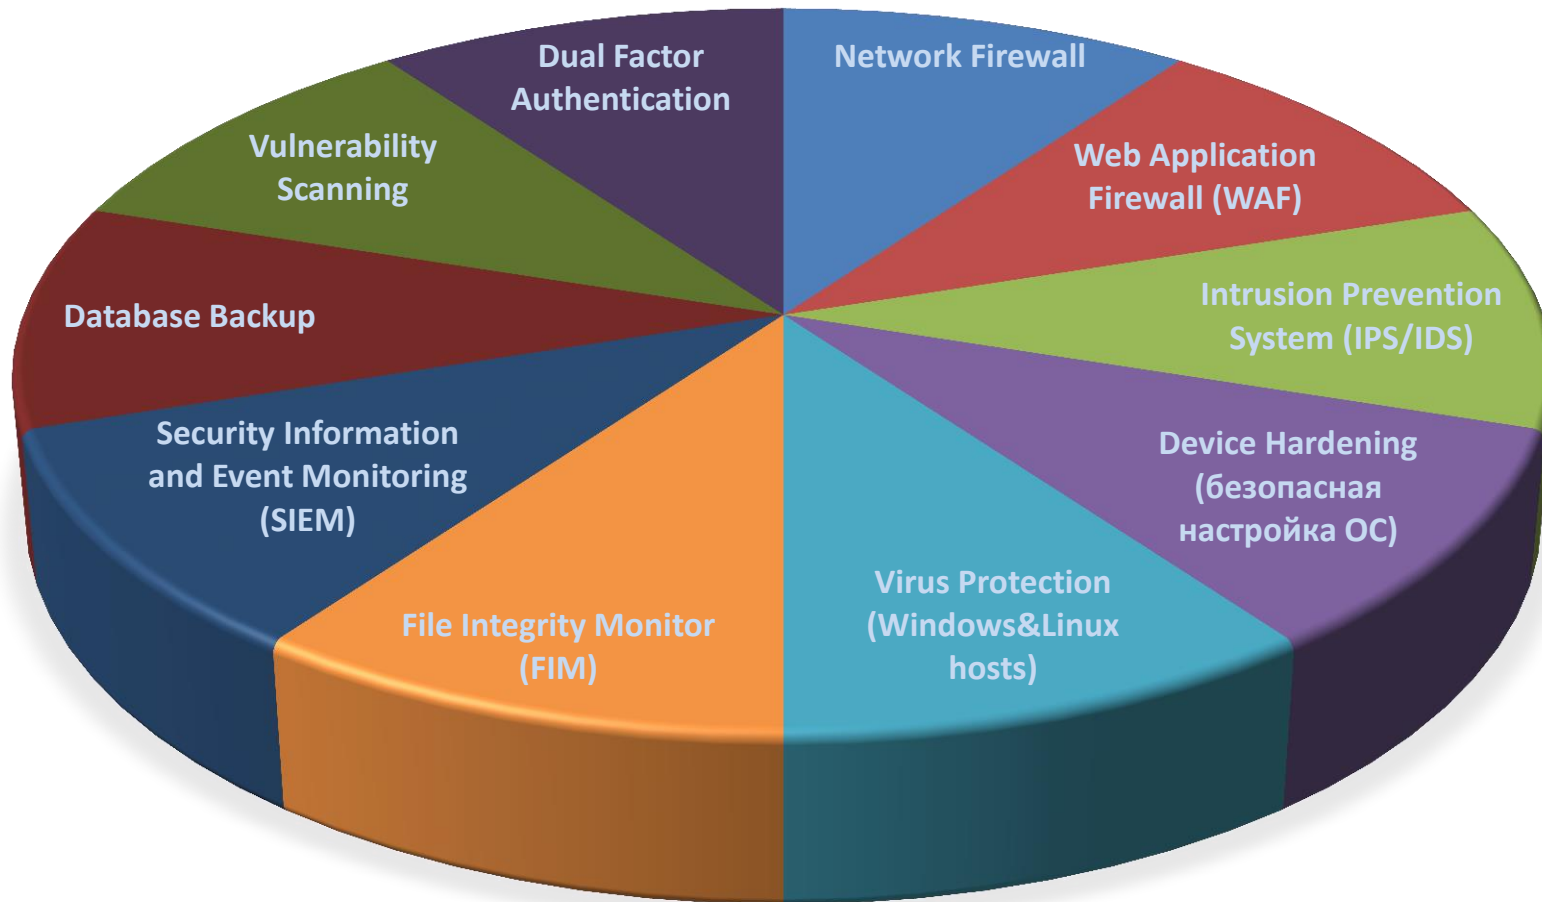 Network Firewall
Web Application
Firewall (WAF)
Intrusion Prevention
System (IPS/IDS)
Device Hardening
(безопасная
настройка ОС)
Virus Protection
(Windows&Linux
hosts)
File Integrity Monitor
(FIM)
Security Information
and Event Monitoring
(SIEM)
Database Backup
Vulnerability
Scanning
Dual Factor
Authentication